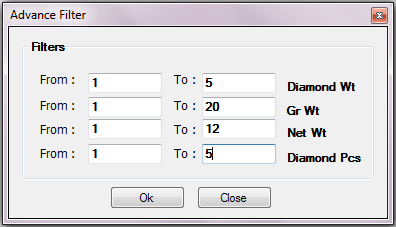 Advance Filter
Filters
From : 1 To : 5 Diamond Wt
From : 1 To : 20 Gr Wt
From : 1 To : 12 Net Wt
From : 1 To : 5 Diamond Pcs
Ok Close